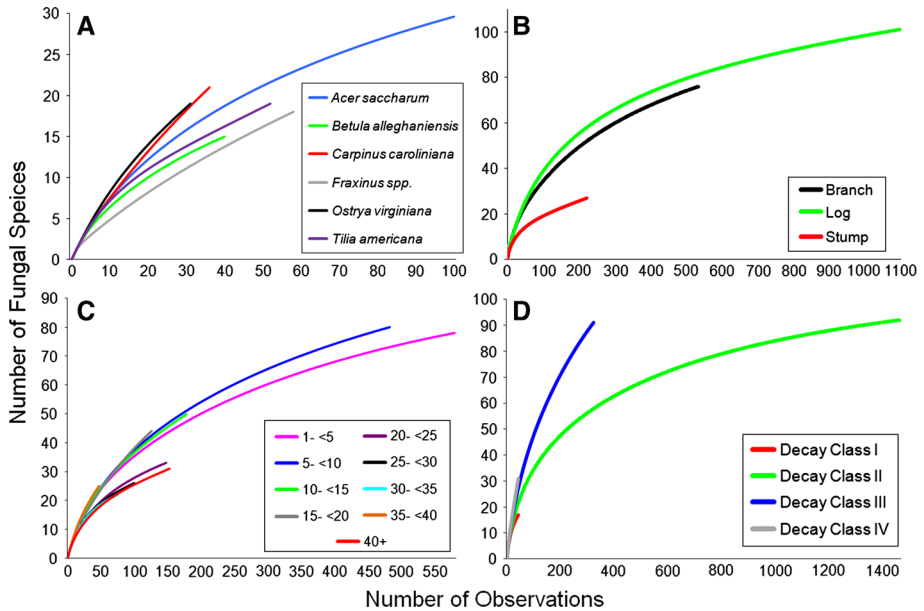 Number of Fungal Speices
A
30
25
20
15
10
5
0
0 10 20 30 40 50 60 70 80 90 100
Acer saccharum
Betula alleghaniensis
Carpinus caroliniana
Fraxinus spp.
Ostrya virginiana
Tilia americana
B
100
80
60
40
20
0
0 100 200 300 400 500 600 700 800 900 1100
Branch
Log
Stump
C
90
80
70
60
50
40
30
20
10
0
0 50 100 150 200 250 300 350 400 450 500 550
1- <5 20- <25
5- <10 25- <30
10- <15 30- <35
15- <20 35- <40
40+
D
100
90
80
70
60
50
40
30
20
10
0
0 200 400 600 800 1000 1200 1400
Decay Class I
Decay Class II
Decay Class III
Decay Class IV
Number of Observations